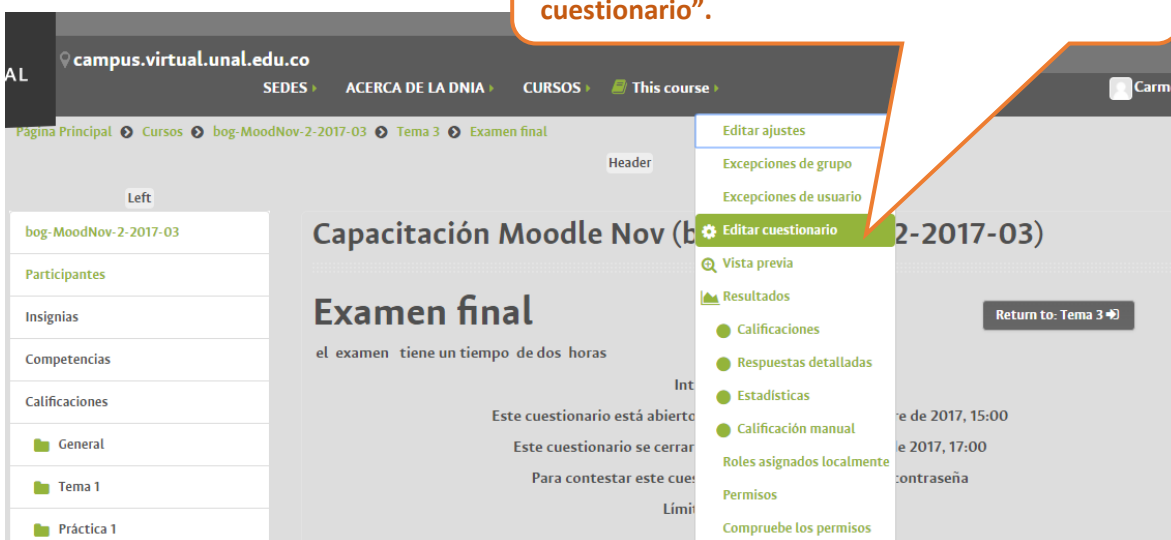 cuestionario”.
campus.virtual.unal.edu.co
AL
SEDES ACERCA DE LA DNIA CURSOS This course
Carm
Página Principal Cursos bog-MoodNov-2-2017-03 Tema 3 Examen final
Header
Left
bog-MoodNov-2-2017-03
Participantes
Insignias
Competencias
Calificaciones
General
Tema 1
Práctica 1
Editar ajustes
Excepciones de grupo
Excepciones de usuario
Editar cuestionario
Vista previa
Resultados
Calificaciones
Respuestas detalladas
Estadísticas
Calificación manual
Roles asignados localmente
Permisos
Compruebe los permisos
Capacitación Moodle Nov (b 2-2017-03)
Examen final
Return to: Tema 3
el examen tiene un tiempo de dos horas
Int
Este cuestionario está abierto re de 2017, 15:00
Este cuestionario se cerrar le 2017, 17:00
Para contestar este cues contraseña
Límit